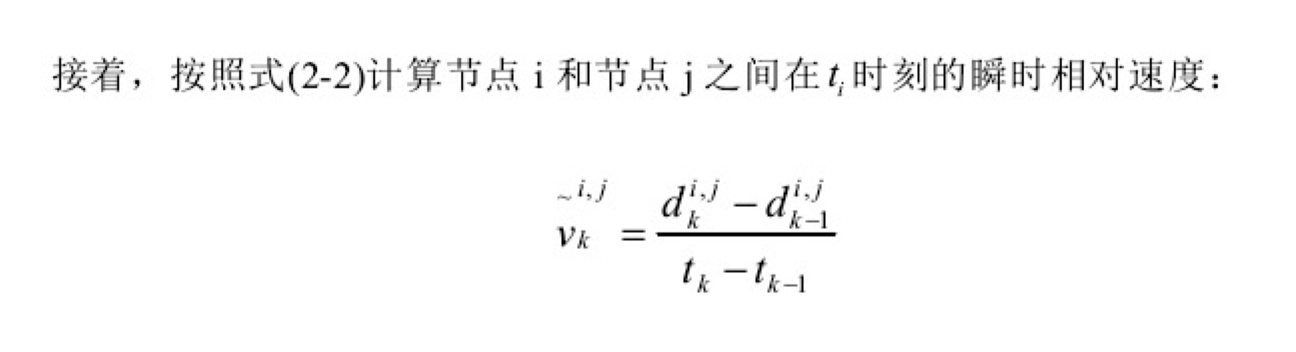 接着，按照式(2-2)计算节点 i 和节点 j 之间在 t_i 时刻的瞬时相对速度：
\tilde{v}_k^{i,j} = \frac{d_k^{i,j} - d_{k-1}^{i,j}}{t_k - t_{k-1}}